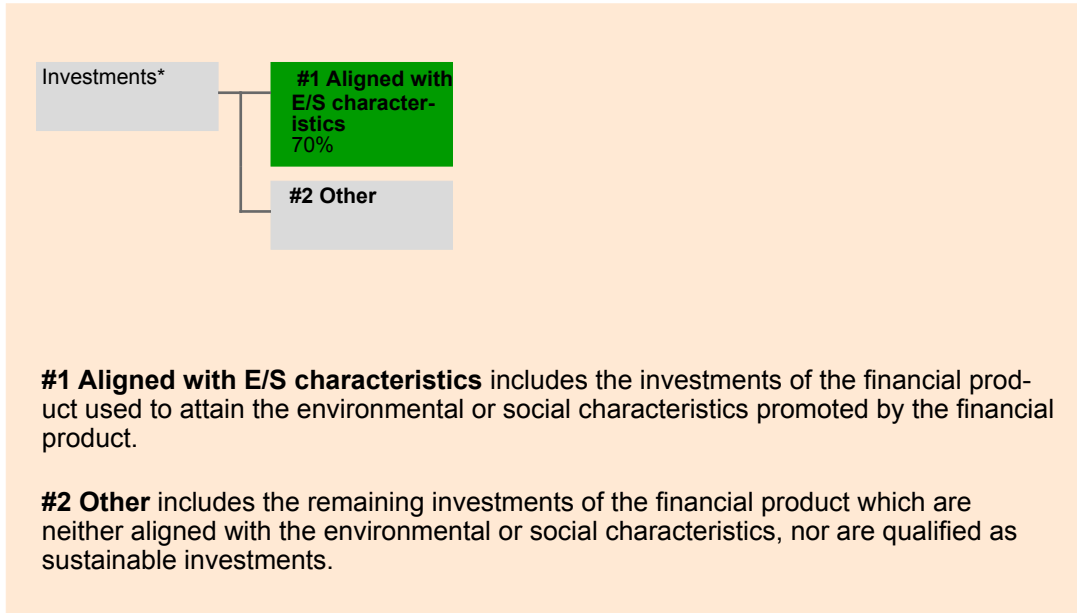 Investments*
#1 Aligned with
E/S character-
istics
70%
#2 Other
#1 Aligned with E/S characteristics includes the investments of the financial prod-
uct used to attain the environmental or social characteristics promoted by the financial
product.
#2 Other includes the remaining investments of the financial product which are
neither aligned with the environmental or social characteristics, nor are qualified as
sustainable investments.